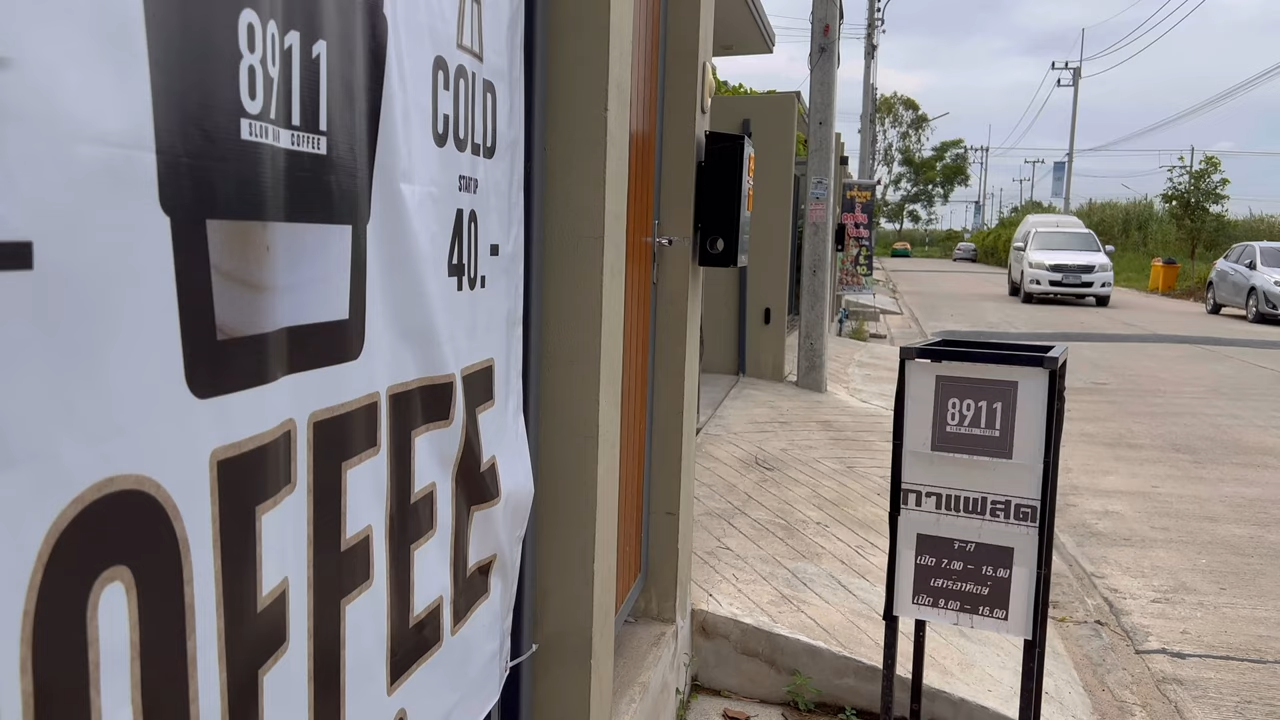 8911
SLOW BAR COFFEE
COLD
START UP
40.-
OFFEE
8911
SLOW BAR COFFEE
กาแฟสด
จ-ศ
เปิด 7.00 - 15.00
เสาร์อาทิตย์
เปิด 9.00 - 16.00